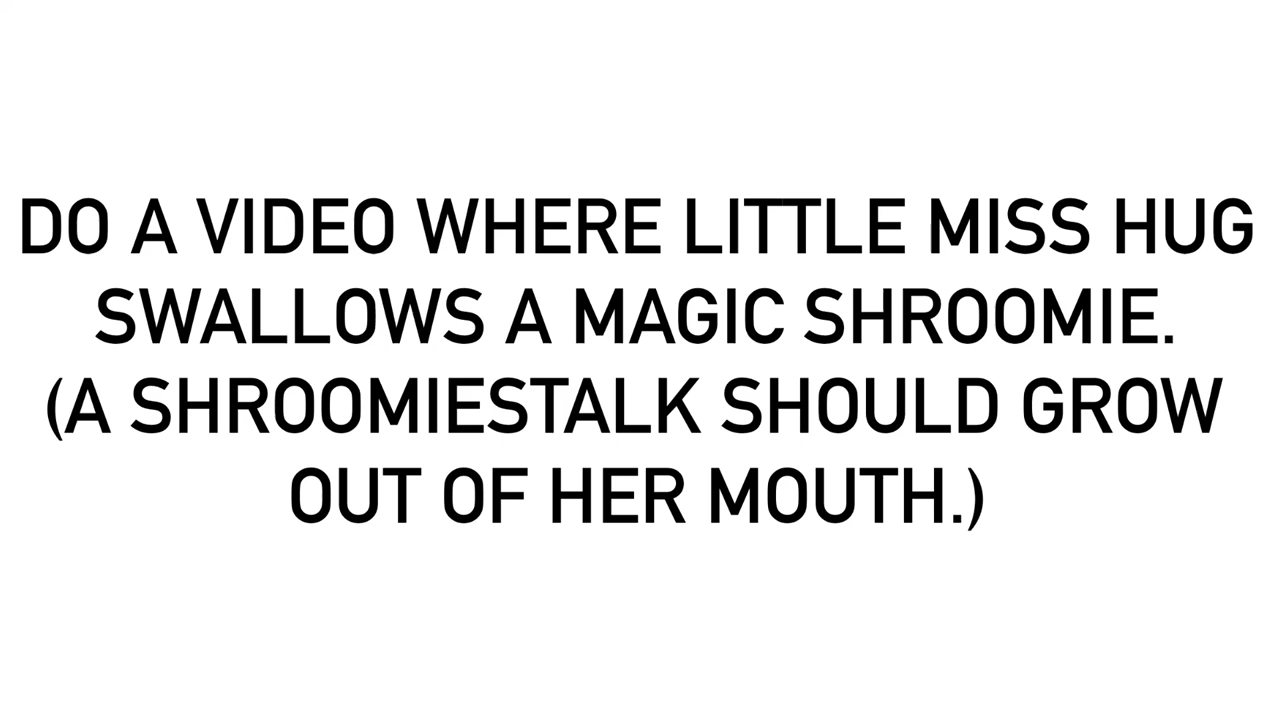 DO A VIDEO WHERE LITTLE MISS HUG
SWALLOWS A MAGIC SHROOMIE.
(A SHROOMIESTALK SHOULD GROW
OUT OF HER MOUTH.)